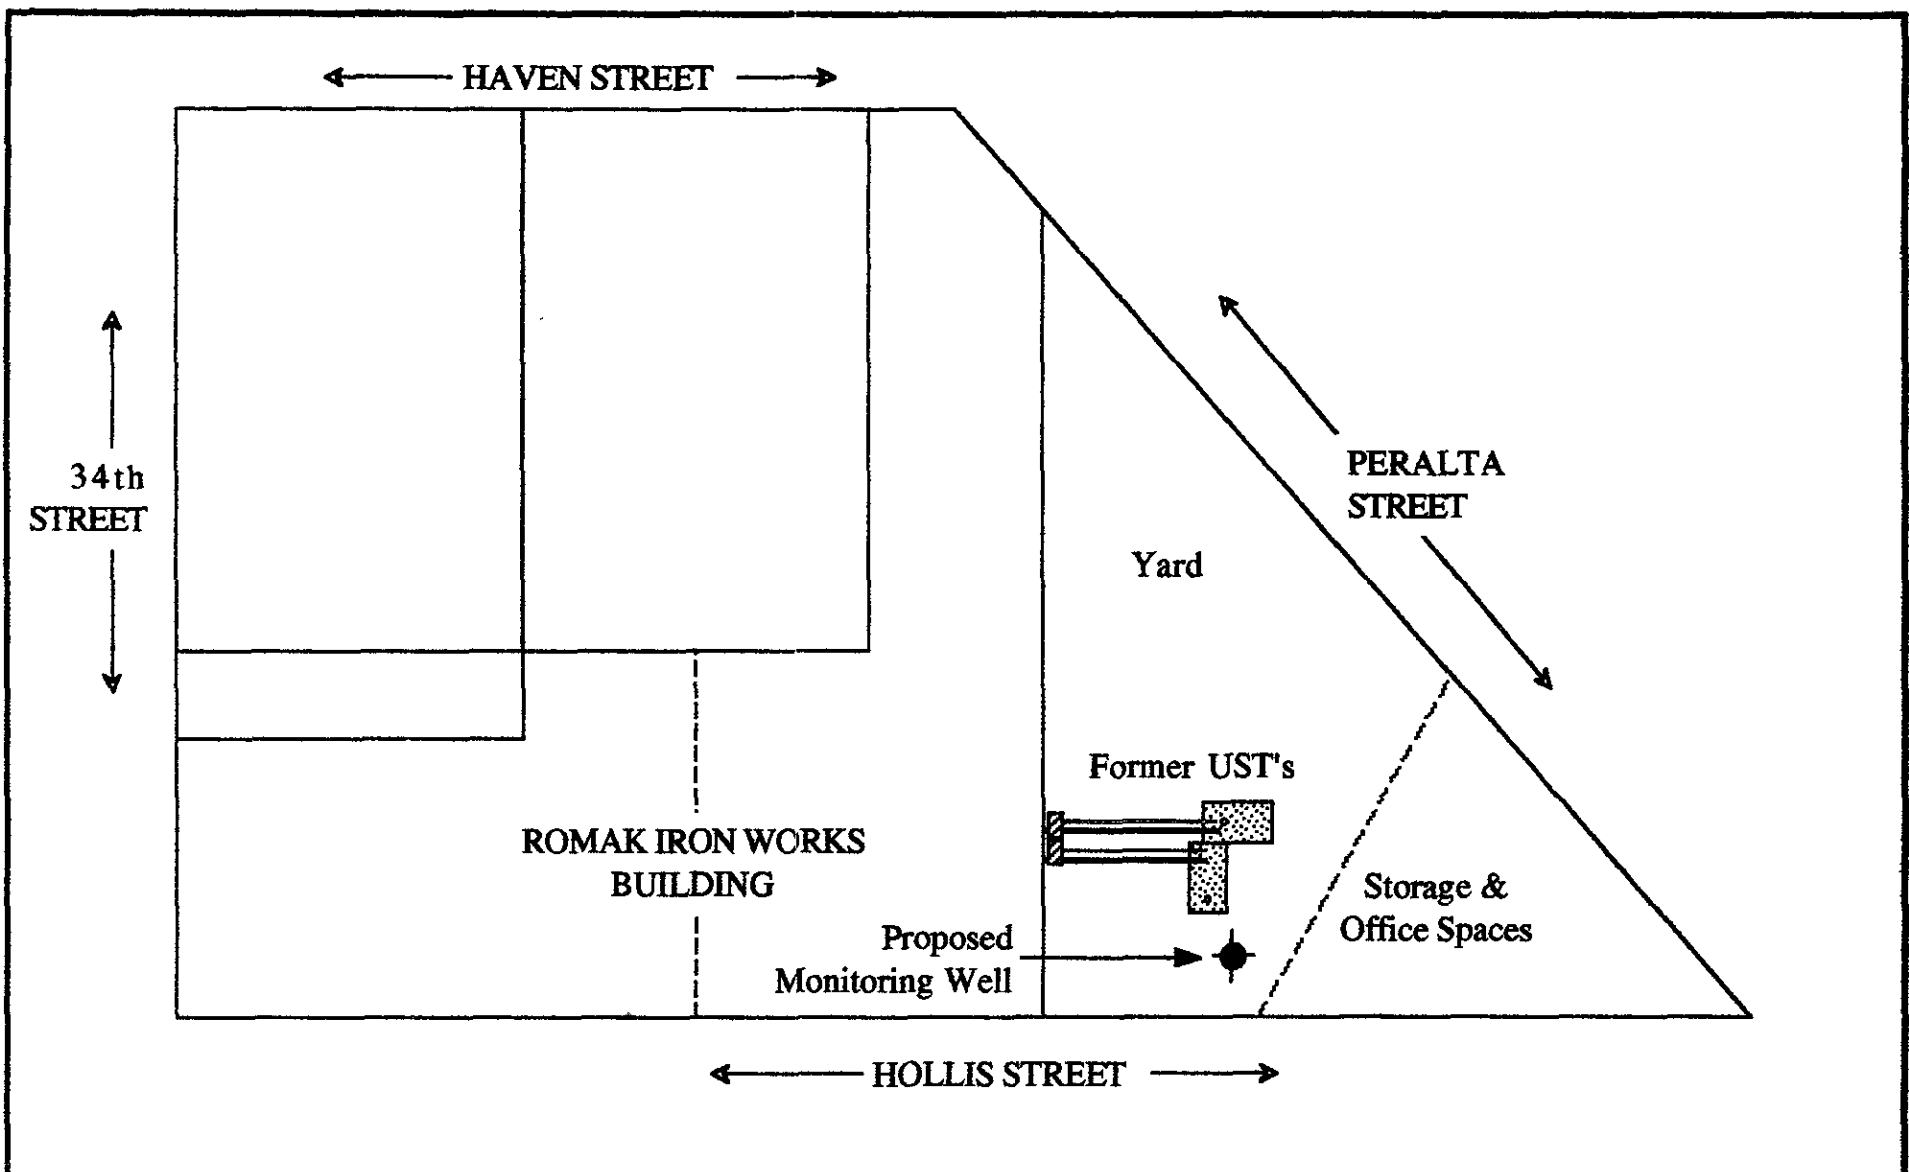 HAVEN STREET
34th
STREET
PERALTA
STREET
Yard
Former UST's
ROMAK IRON WORKS
BUILDING
Storage &
Office Spaces
Proposed
Monitoring Well
HOLLIS STREET